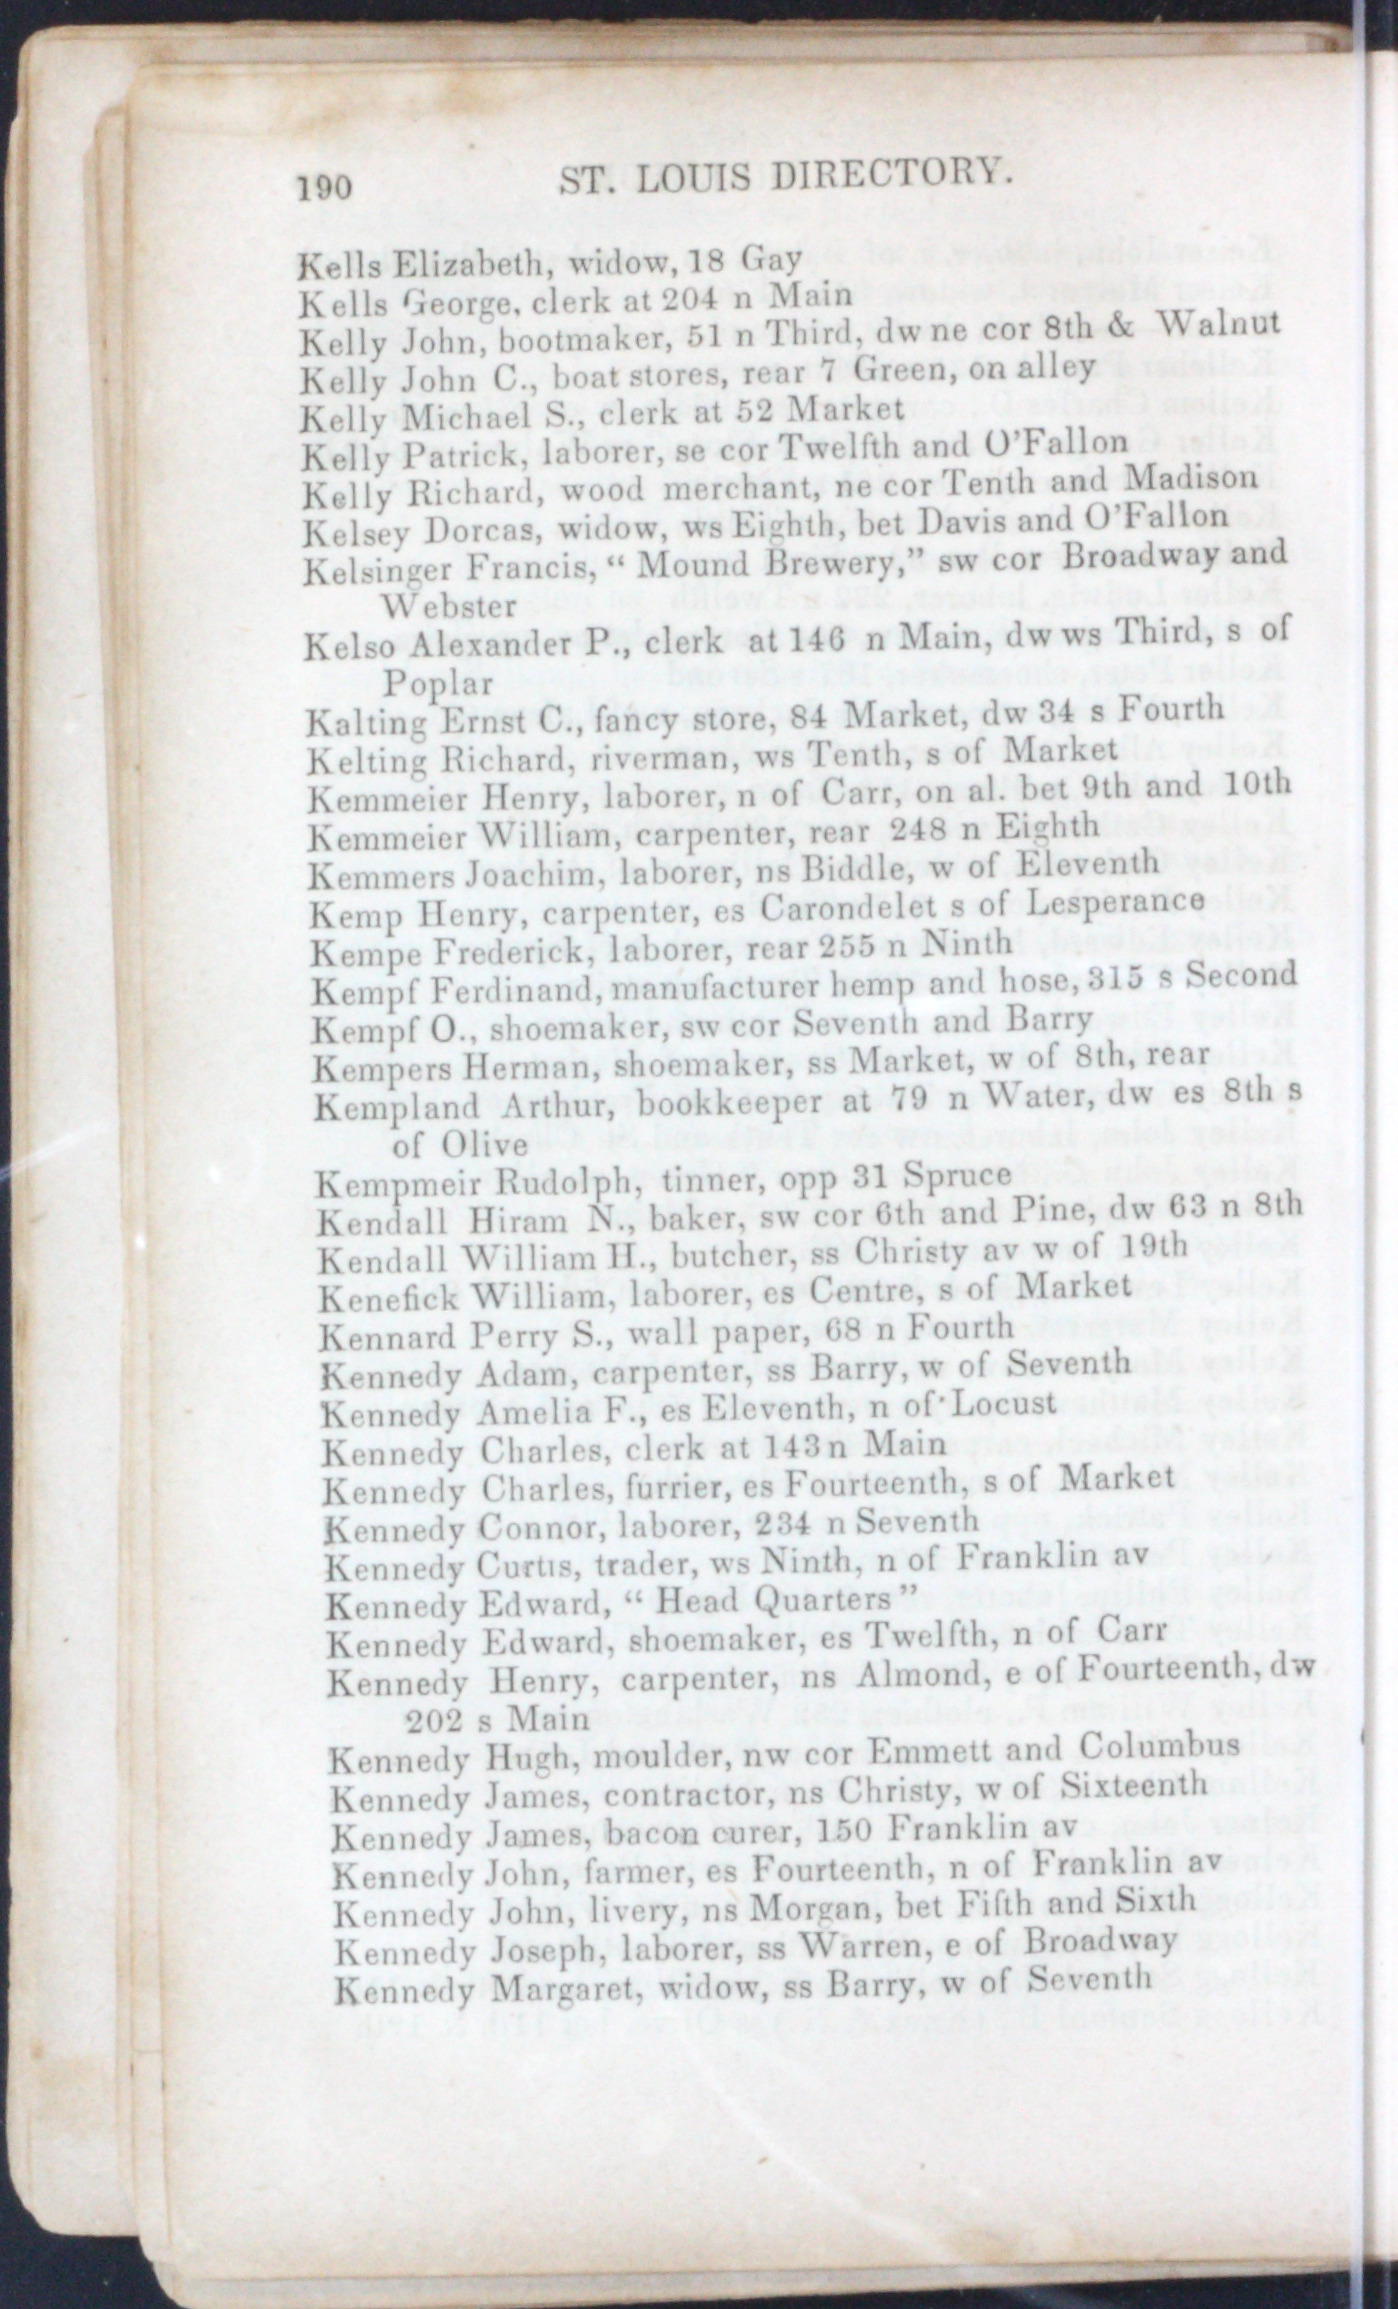 190 ST. LOUIS DIRECTORY.
Kells Elizabeth, widow, 18 Gay
Kells George, clerk at 204 n Main
Kelly John, bootmaker, 51 n Third, dw ne cor 8th & Walnut
Kelly John C., boat stores, rear 7 Green, on alley
Kelly Michael S., clerk at 52 Market
Kelly Patrick, laborer, se cor Twelfth and O'Fallon
Kelly Richard, wood merchant, ne cor Tenth and Madison
Kelsey Dorcas, widow, ws Eighth, bet Davis and O'Fallon
Kelsinger Francis, “ Mound Brewery,” sw cor Broadway and
Webster
Kelso Alexander P., clerk at 146 n Main, dw ws Third, s of
Poplar
Kalting Ernst C., fancy store, 84 Market, dw 34 s Fourth
Kelting Richard, riverman, ws Tenth, s of Market
Kemmeier Henry, laborer, n of Carr, on al. bet 9th and 10th
Kemmeier William, carpenter, rear 248 n Eighth
Kemmers Joachim, laborer, ns Biddle, w of Eleventh
Kemp Henry, carpenter, es Carondelet s of Lesperance
Kempe Frederick, laborer, rear 255 n Ninth
Kempf Ferdinand, manufacturer hemp and hose, 315 s Second
Kempf O., shoemaker, sw cor Seventh and Barry
Kempers Herman, shoemaker, ss Market, w of 8th, rear
Kempland Arthur, bookkeeper at 79 n Water, dw es 8th s
of Olive
Kempmeir Rudolph, tinner, opp 31 Spruce
Kendall Hiram N., baker, sw cor 6th and Pine, dw 63 n 8th
Kendall William H., butcher, ss Christy av w of 19th
Kenefick William, laborer, es Centre, s of Market
Kennard Perry S., wall paper, 68 n Fourth
Kennedy Adam, carpenter, ss Barry, w of Seventh
Kennedy Amelia F., es Eleventh, n of Locust
Kennedy Charles, clerk at 143 n Main
Kennedy Charles, furrier, es Fourteenth, s of Market
Kennedy Connor, laborer, 234 n Seventh
Kennedy Curtis, trader, ws Ninth, n of Franklin av
Kennedy Edward, “ Head Quarters ”
Kennedy Edward, shoemaker, es Twelfth, n of Carr
Kennedy Henry, carpenter, ns Almond, e of Fourteenth, dw
202 s Main
Kennedy Hugh, moulder, nw cor Emmett and Columbus
Kennedy James, contractor, ns Christy, w of Sixteenth
Kennedy James, bacon curer, 150 Franklin av
Kennedy John, farmer, es Fourteenth, n of Franklin av
Kennedy John, livery, ns Morgan, bet Fifth and Sixth
Kennedy Joseph, laborer, ss Warren, e of Broadway
Kennedy Margaret, widow, ss Barry, w of Seventh